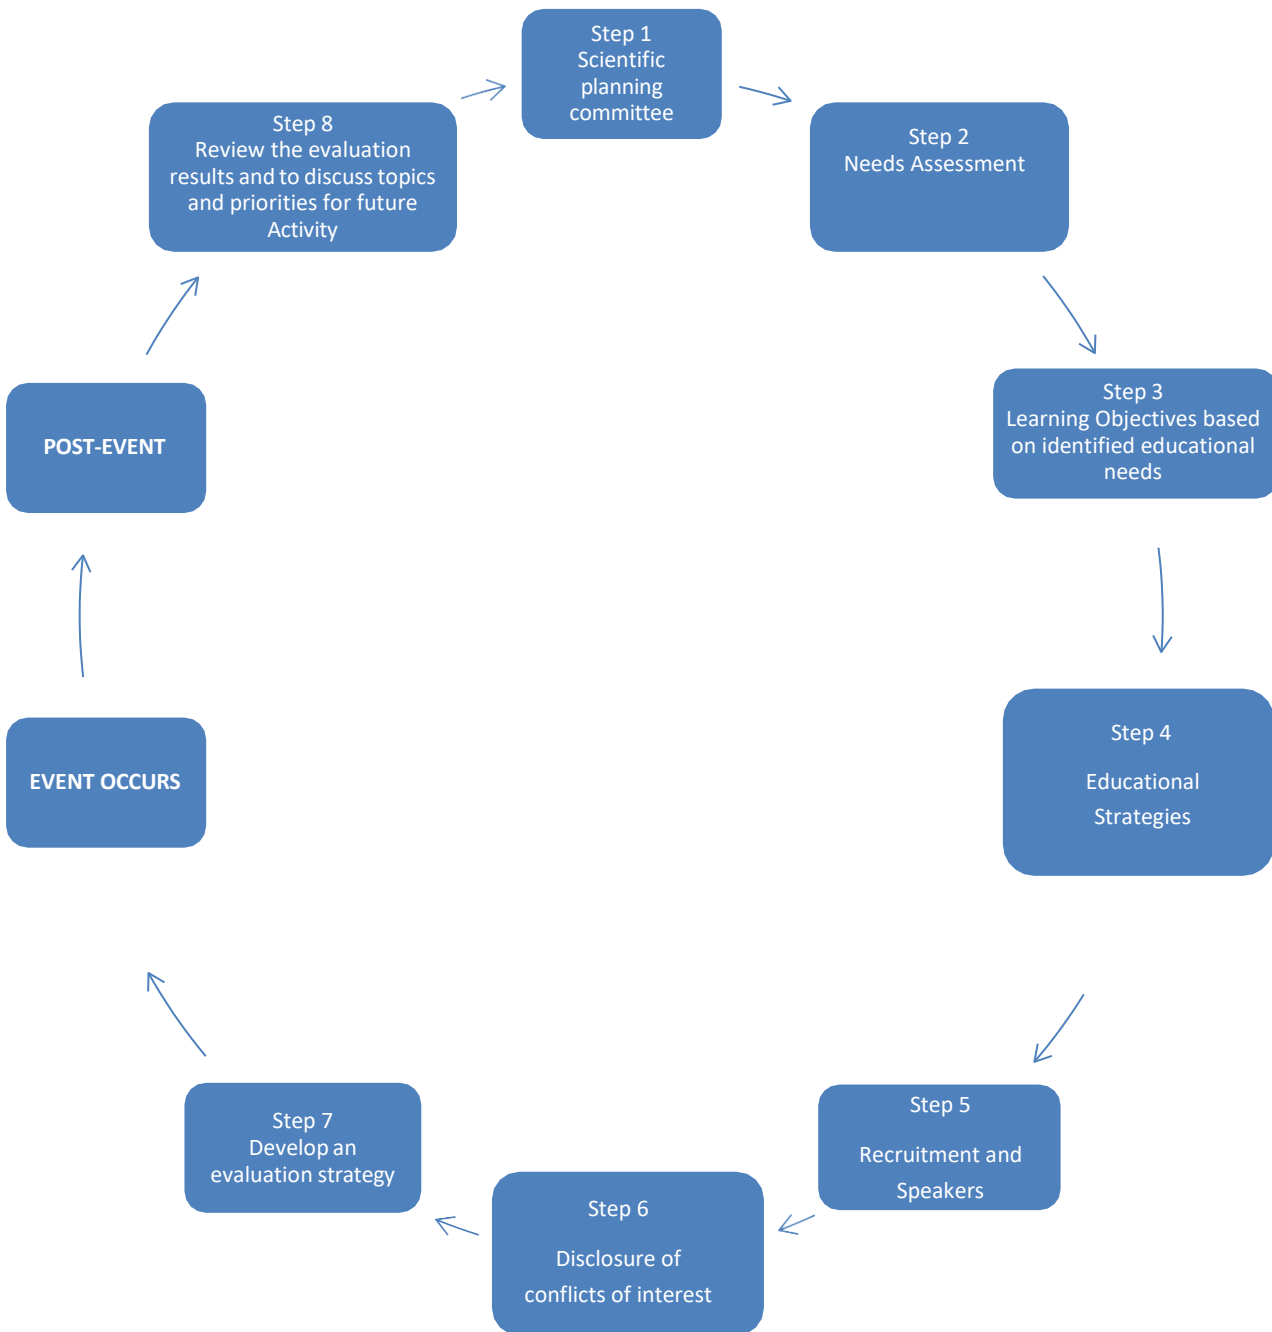 Step 1
Scientific
planning
committee
Step 2
Needs Assessment
Step 3
Learning Objectives based
on identified educational
needs
Step 4
Educational
Strategies
Step 5
Recruitment and
Speakers
Step 6
Disclosure of
conflicts of interest
Step 7
Develop an
evaluation strategy
EVENT OCCURS
POST-EVENT
Step 8
Review the evaluation
results and to discuss topics
and priorities for future
Activity